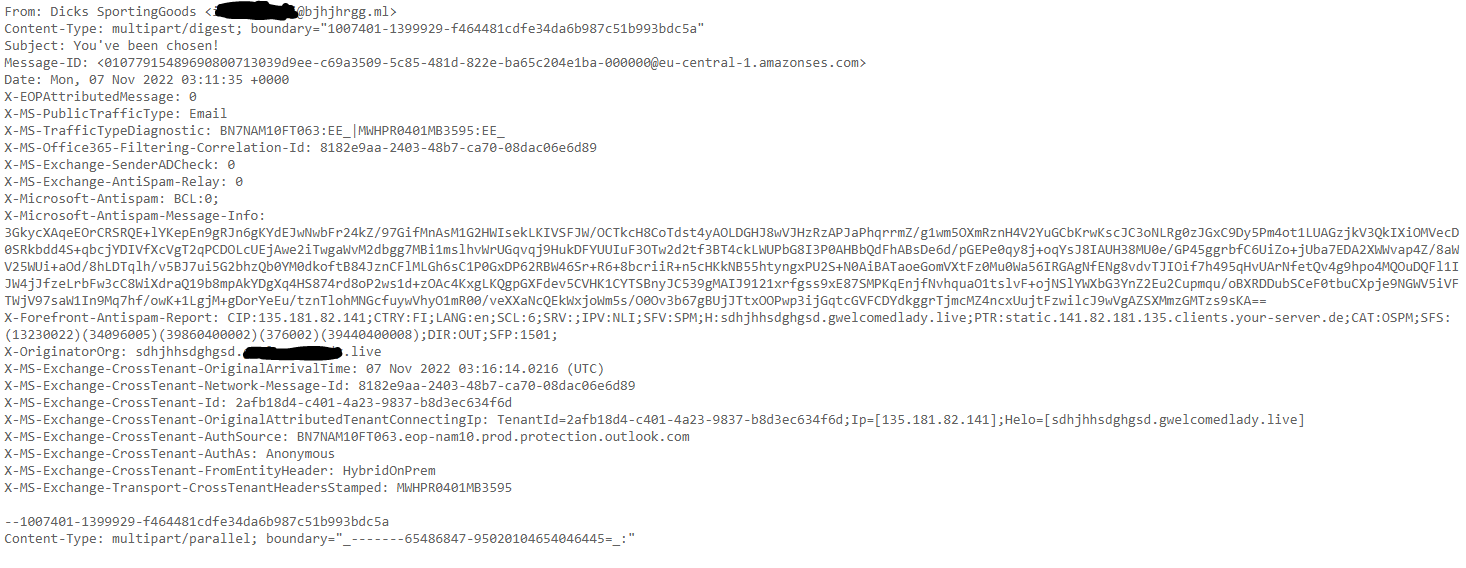 From: Dicks SportingGoods <i @bjhjhrgg.ml>
Content-Type: multipart/digest; boundary="1007401-1399929-f464481cdfe34da6b987c51b993bdc5a"
Subject: You've been chosen!
Message-ID: <01077915489690800713039d9ee-c69a3509-5c85-481d-822e-ba65c204e1ba-000000@eu-central-1.amazonses.com>
Date: Mon, 07 Nov 2022 03:11:35 +0000
X-EOPAttributedMessage: 0
X-MS-PublicTrafficType: Email
X-MS-TrafficTypeDiagnostic: BN7NAM10FT063:EE_|MWHPR0401MB3595:EE_
X-MS-Office365-Filtering-Correlation-Id: 8182e9aa-2403-48b7-ca70-08dac06e6d89
X-MS-Exchange-SenderADCheck: 0
X-MS-Exchange-AntiSpam-Relay: 0
X-Microsoft-Antispam: BCL:0;
X-Microsoft-Antispam-Message-Info:
3GkycXAqeEOrCRSRQE+lYKepEn9gRJn6gKYdEJwNwbFr24kZ/97GifMnAsM1G2HWIsekLKIVSFJW/OCTkcH8CoTdst4yAOLDGHJ8wVJHzRzAPJaPhqrrmZ/g1wm5OXmRznH4V2YuGCbKrwKscJC3oNLRg0zJGxC9Dy5Pm4ot1LUAGzjkV3QkIXiOMVecD
0SRkbdd4S+qbcjYDIVfXcVgT2qPCDOLcUEjAwe2iTwgaWvM2dbgg7MBi1mslhvWrUGqvqj9HukDFYUUIuF3OTw2d2tf3BT4ckLWUPbG8I3P0AHBbQdFhABsDe6d/pGEPe0qy8j+oqYsJ8IAUH38MU0e/GP45ggrbfC6UiZo+jUba7EDA2XWWvap4Z/8aW
V25WUi+aOd/8hLDTqlh/v5BJ7ui5G2bhzQb0YM0dkoftB84JznCFlMLGh6sC1P0GxDP62RBW46Sr+R6+8bcriiR+n5cHKkNB55htyngxPU2S+N0AiBATaoeGomVXtFz0Mu0Wa56IRGAgNfENg8vdvTJIOif7h495qHvUArNfetQv4g9hpo4MQOuDQFl1I
JW4jJfzeLrbFw3cC8WiXdraQ19b8mpAkYDgXq4HS874rd8oP2ws1d+zOAc4KxgLKQgpGXFdev5CVHK1CYTSBnyJC539gMAIJ9121xrfgss9xE87SMPKqEnjfNvhquaO1tslvF+ojNSlYWXbG3YnZ2Eu2Cupmqu/oBXRDDubSCeF0tbuCXpje9NGWV5iVF
TWjV97saW1In9Mq7hf/owK+1LgjM+gDorYeEu/tznTlohMNGcfuywVhyO1mR00/veXXaNcQEkWxjoWm5s/O0Ov3b67gBUjJTtxOOPwp3ijGqtcGVFCDYdkggrTjmcMZ4ncxUujtFzwilcJ9wVgAZSXMmzGMTzs9sKA==
X-Forefront-Antispam-Report: CIP:135.181.82.141;CTRY:FI;LANG:en;SCL:6;SRV:;IPV:NLI;SFV:SPM;H:sdhjhhsdghgsd.gwelcomedlady.live;PTR:static.141.82.181.135.clients.your-server.de;CAT:OSPM;SFS:
(13230022)(34096005)(39860400002)(376002)(39440400008);DIR:OUT;SFP:1501;
X-OriginatorOrg: sdhjhhsdghgsd. .live
X-MS-Exchange-CrossTenant-OriginalArrivalTime: 07 Nov 2022 03:16:14.0216 (UTC)
X-MS-Exchange-CrossTenant-Network-Message-Id: 8182e9aa-2403-48b7-ca70-08dac06e6d89
X-MS-Exchange-CrossTenant-Id: 2afb18d4-c401-4a23-9837-b8d3ec634f6d
X-MS-Exchange-CrossTenant-OriginalAttributedTenantConnectingIp: TenantId=2afb18d4-c401-4a23-9837-b8d3ec634f6d;Ip=[135.181.82.141];Helo=[sdhjhhsdghgsd.gwelcomedlady.live]
X-MS-Exchange-CrossTenant-AuthSource: BN7NAM10FT063.eop-nam10.prod.protection.outlook.com
X-MS-Exchange-CrossTenant-AuthAs: Anonymous
X-MS-Exchange-CrossTenant-FromEntityHeader: HybridOnPrem
X-MS-Exchange-Transport-CrossTenantHeadersStamped: MWHPR0401MB3595
--1007401-1399929-f464481cdfe34da6b987c51b993bdc5a
Content-Type: multipart/parallel; boundary="_-------65486847-95020104654046445=_:"